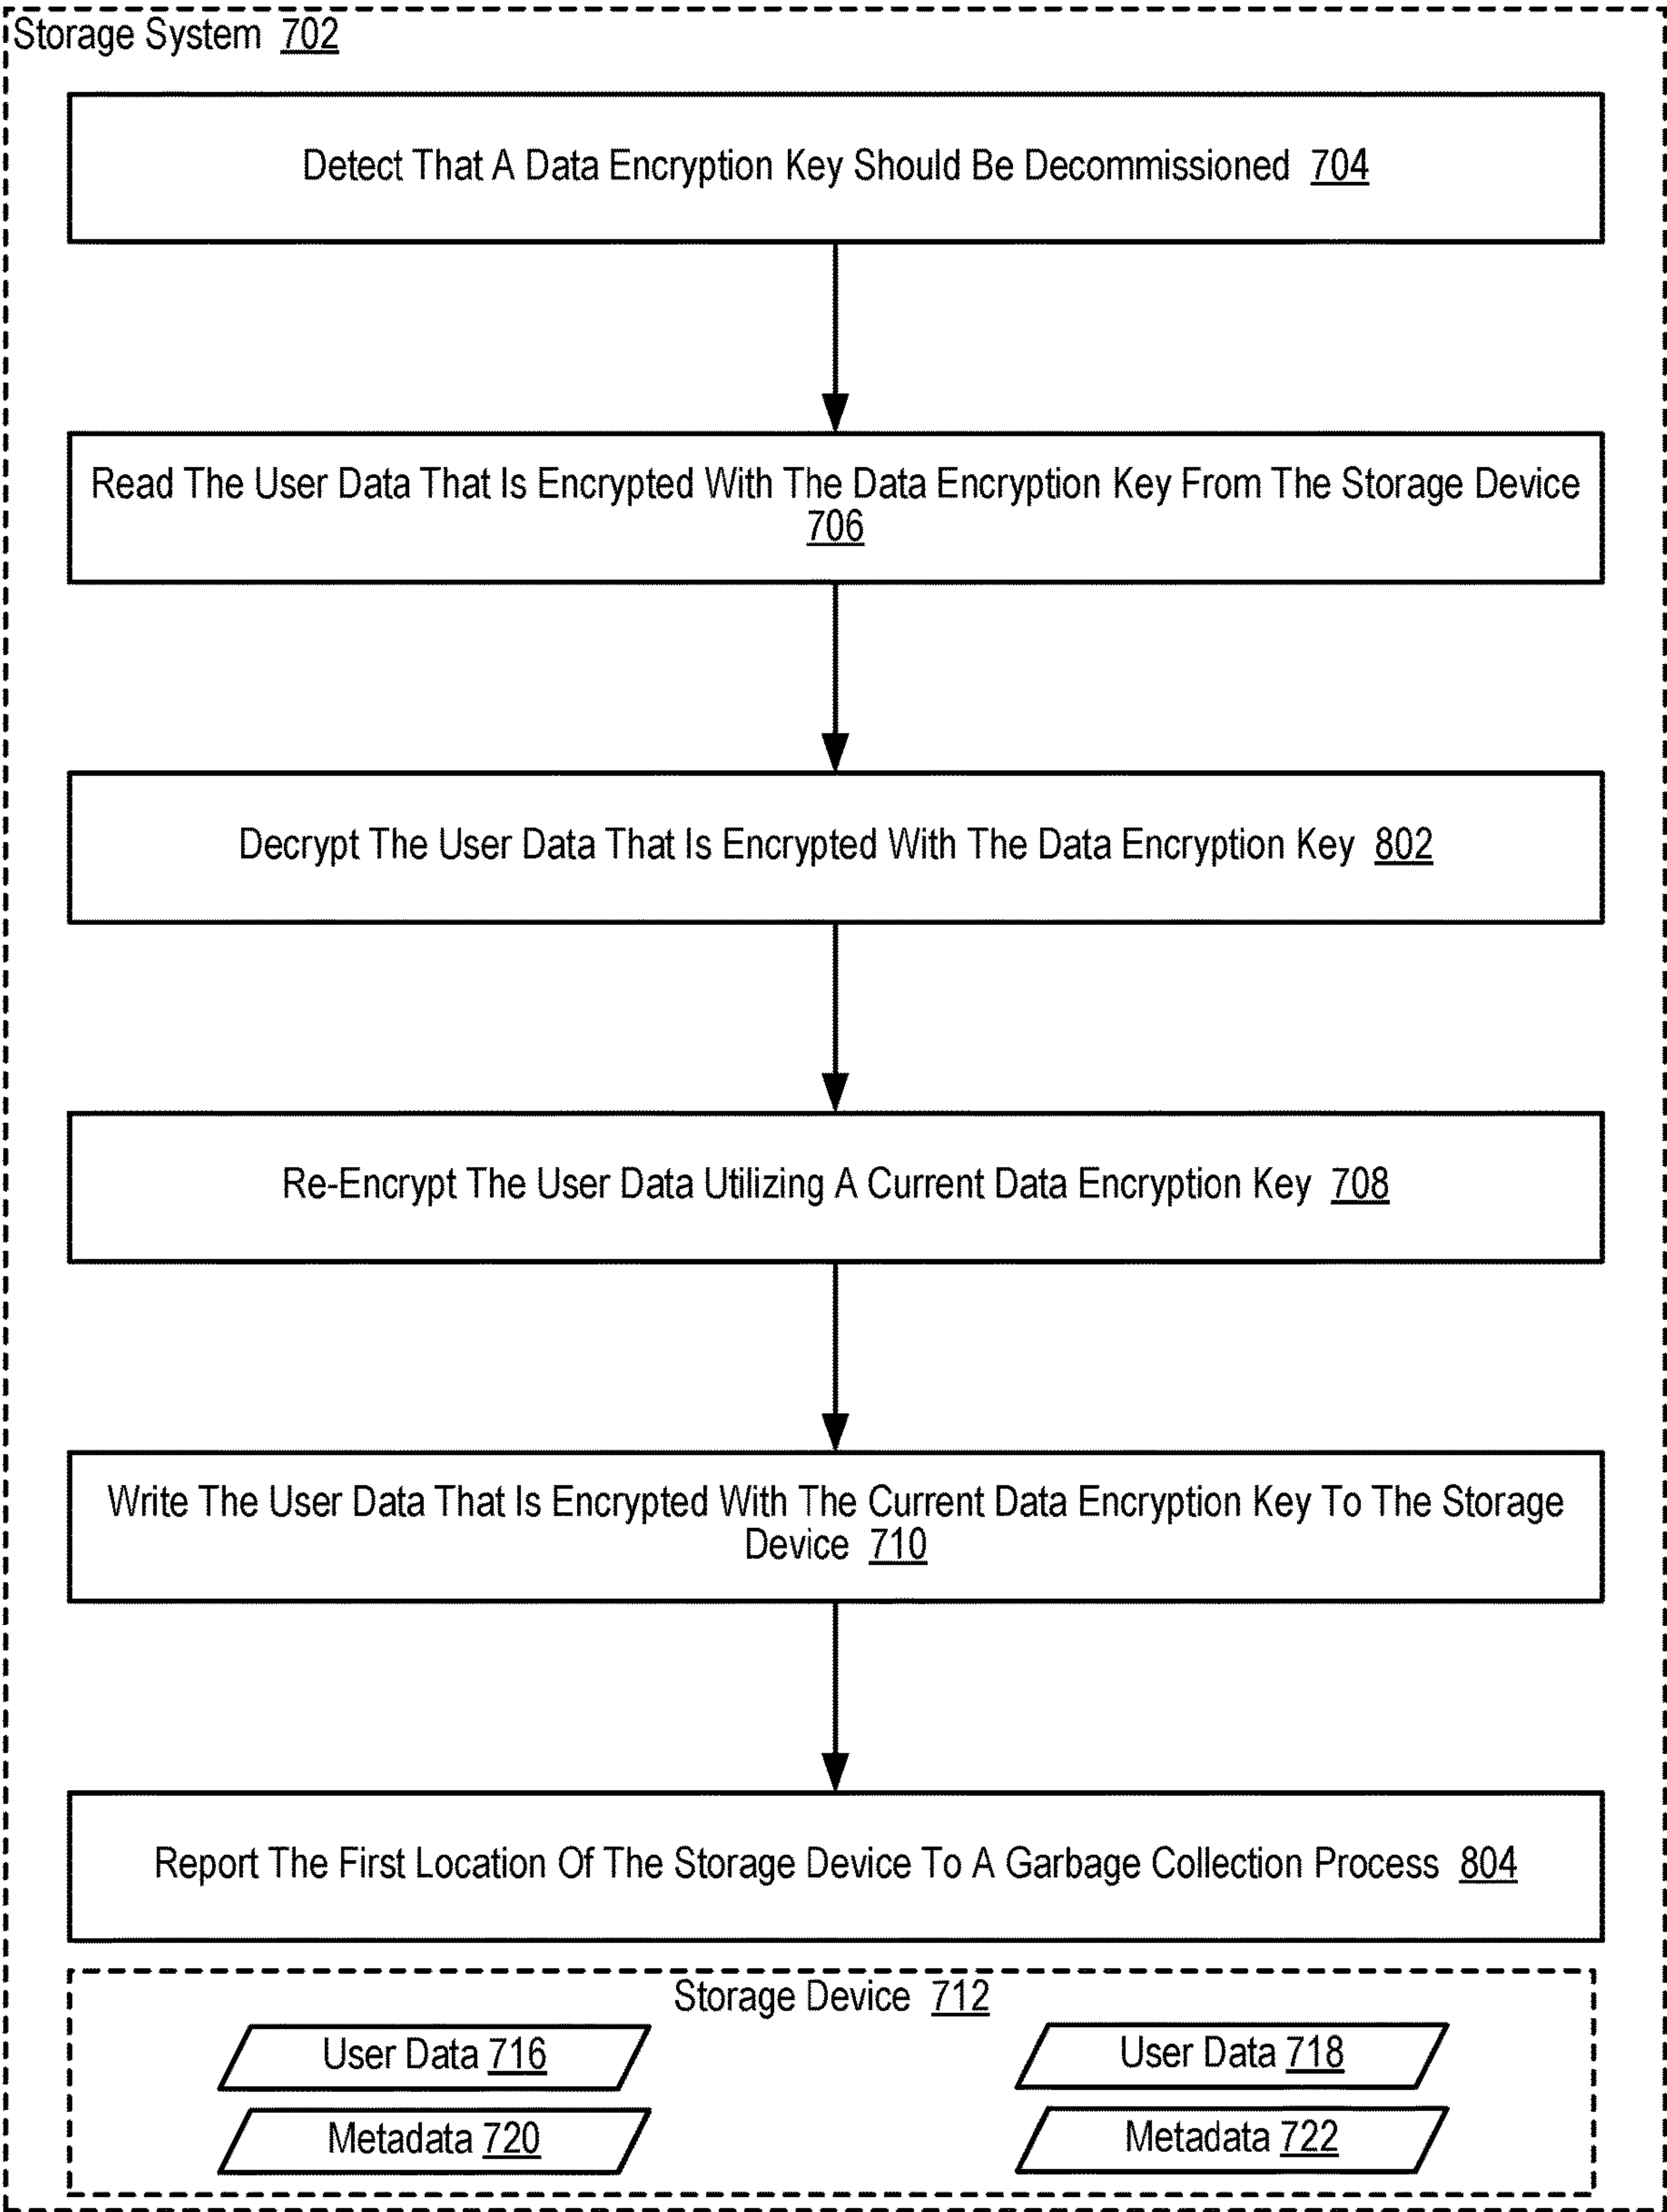 Storage System 702
Detect That A Data Encryption Key Should Be Decommissioned 704
Read The User Data That Is Encrypted With The Data Encryption Key From The Storage Device
706
Decrypt The User Data That Is Encrypted With The Data Encryption Key 802
Re-Encrypt The User Data Utilizing A Current Data Encryption Key 708
Write The User Data That Is Encrypted With The Current Data Encryption Key To The Storage
Device 710
Report The First Location Of The Storage Device To A Garbage Collection Process 804
Storage Device 712
User Data 716
User Data 718
Metadata 720
Metadata 722